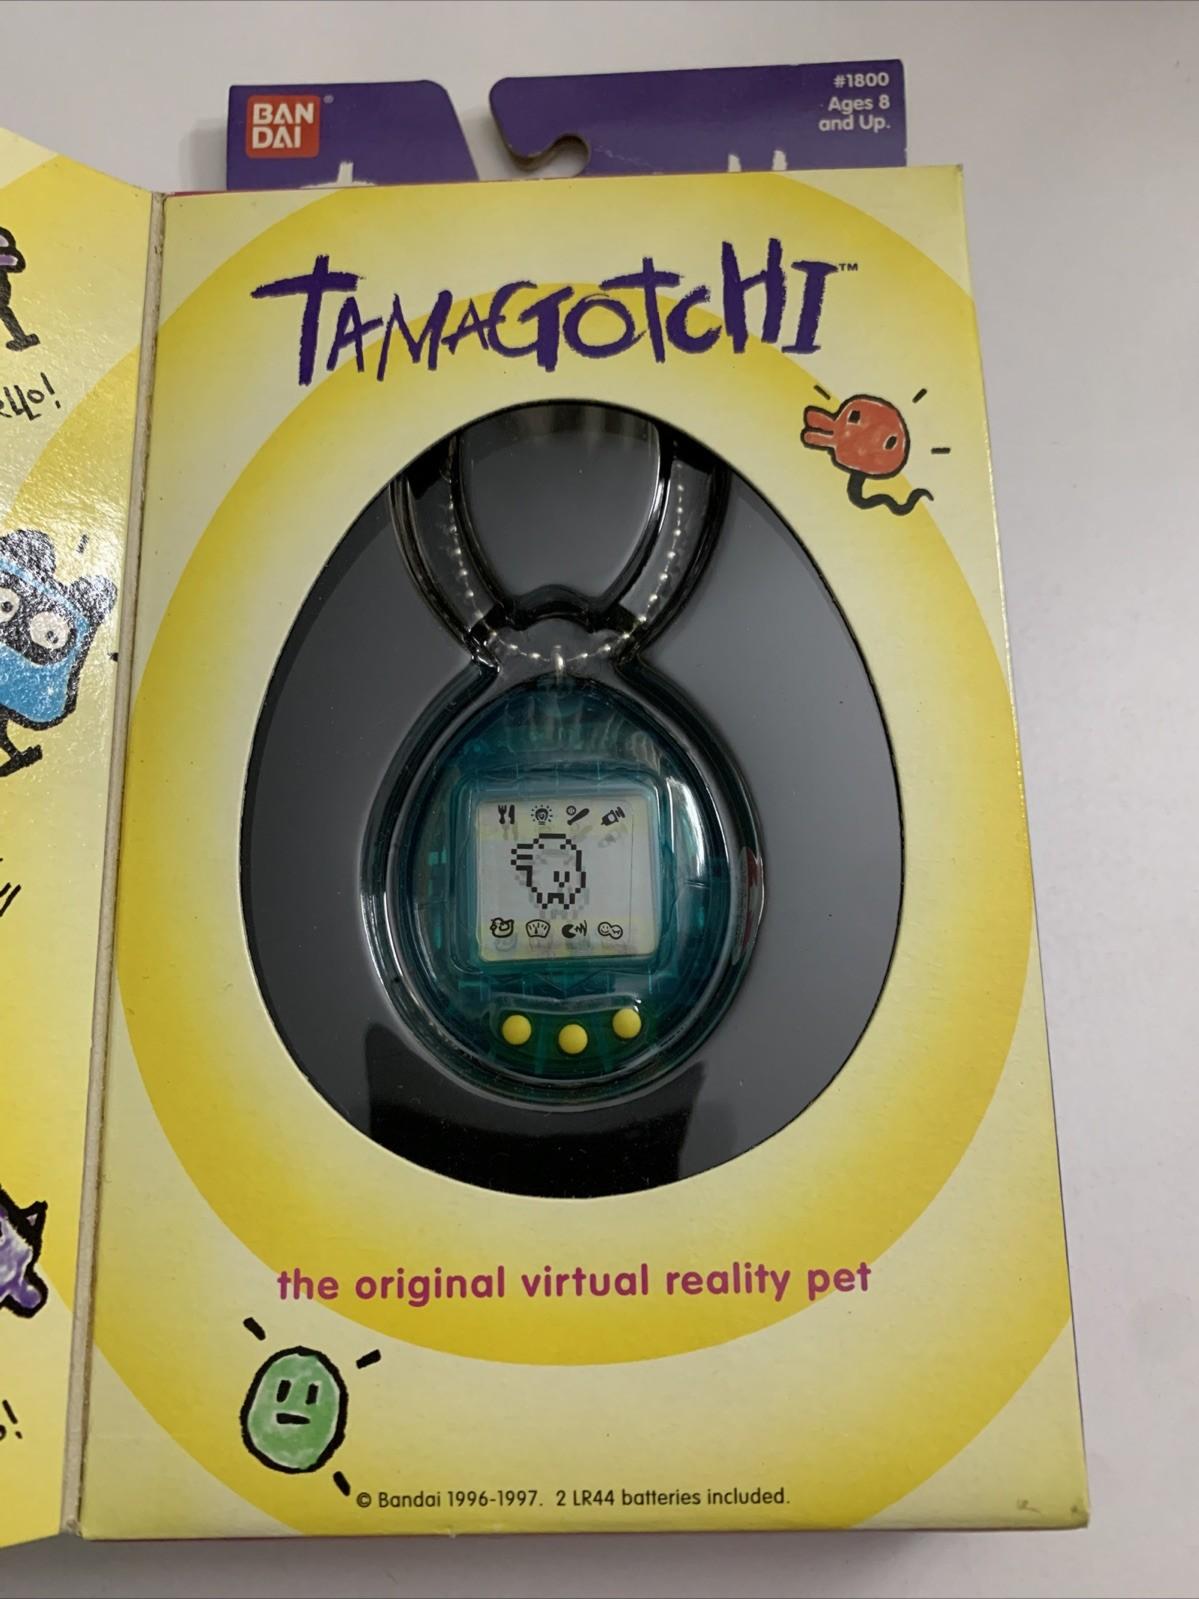 BAN
DAI®
#1800
Ages 8
and Up.
TAMAGOTCHI™
the original virtual reality pet
© Bandai 1996-1997. 2 LR44 batteries included.